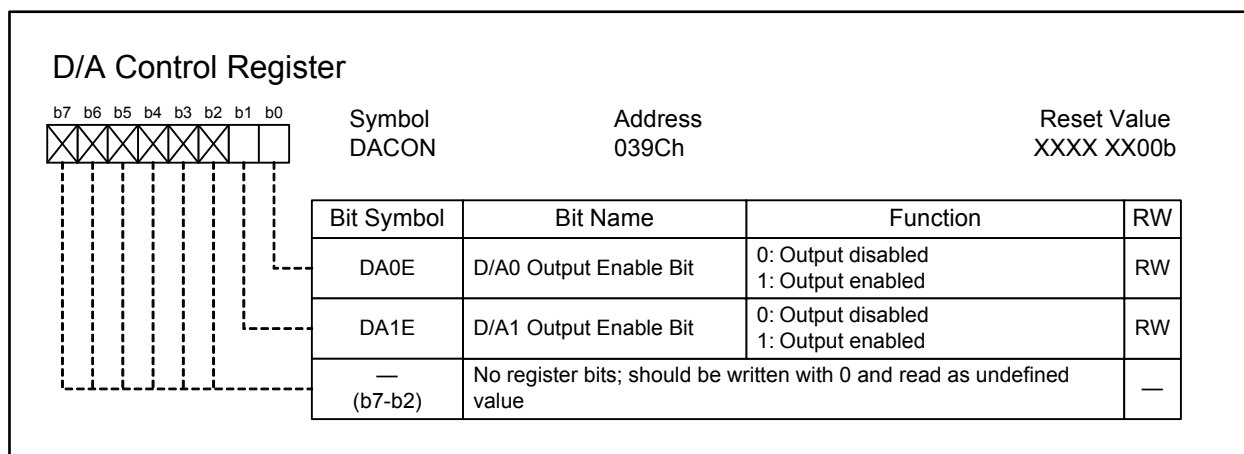 D/A Control Register
b7 b6 b5 b4 b3 b2 b1 b0
Symbol Address Reset Value
DACON 039Ch XXXX XX00b
Bit Symbol Bit Name Function RW
DA0E D/A0 Output Enable Bit 0: Output disabled RW
1: Output enabled
DA1E D/A1 Output Enable Bit 0: Output disabled RW
1: Output enabled
— No register bits; should be written with 0 and read as undefined —
(b7-b2) value